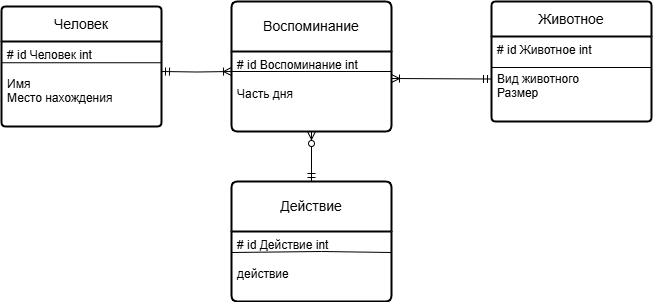 Человек
# id Человек int
Имя
Место нахождения
Воспоминание
# id Воспоминание int
Часть дня
Животное
# id Животное int
Вид животного
Размер
Действие
# id Действие int
действие